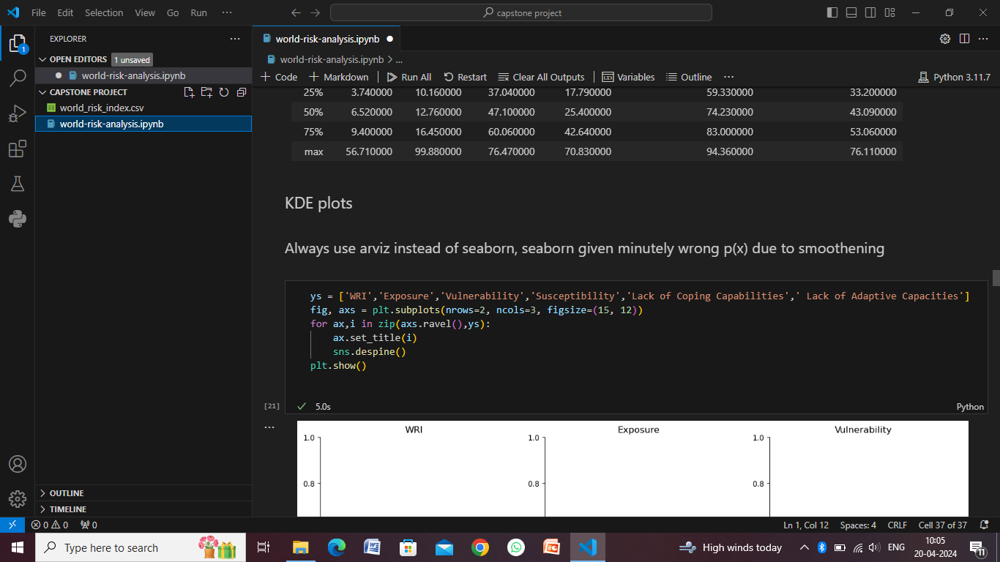 File Edit Selection View Go Run ···
capstone project
EXPLORER
OPEN EDITORS 1 unsaved
world-risk-analysis.ipynb
CAPSTONE PROJECT
world_risk_index.csv
world-risk-analysis.ipynb
OUTLINE
TIMELINE
1
world-risk-analysis.ipynb
world-risk-analysis.ipynb > ...
+ Code + Markdown Run All Restart Clear All Outputs Variables Outline ··· Python 3.11.7
25% 3.740000 10.160000 37.040000 17.790000 59.330000 33.200000
50% 6.520000 12.760000 47.100000 25.400000 74.230000 43.090000
75% 9.400000 16.450000 60.060000 42.640000 83.000000 53.060000
max 56.710000 99.880000 76.470000 70.830000 94.360000 76.110000
KDE plots
Always use arviz instead of seaborn, seaborn given minutely wrong p(x) due to smoothening
ys = ['WRI','Exposure','Vulnerability','Susceptibility','Lack of Coping Capabilities',' Lack of Adaptive Capacities']
fig, axs = plt.subplots(nrows=2, ncols=3, figsize=(15, 12))
for ax,i in zip(axs.ravel(),ys):
    ax.set_title(i)
    sns.despine()
plt.show()
[21] 5.0s Python
WRI Exposure Vulnerability
1.0 1.0 1.0
0.8 0.8 0.8
0 0 0 Ln 1, Col 12 Spaces: 4 CRLF Cell 37 of 37
Type here to search High winds today ENG 10:05
20-04-2024 11